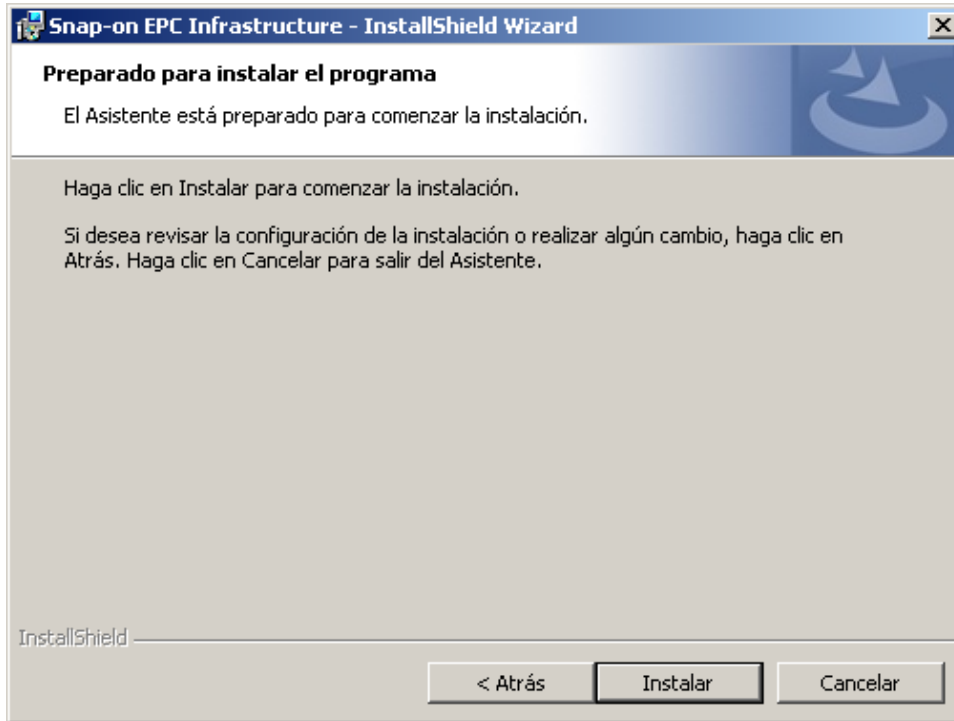 Snap-on EPC Infrastructure - InstallShield Wizard
Preparado para instalar el programa
El Asistente está preparado para comenzar la instalación.
Haga clic en Instalar para comenzar la instalación.
Si desea revisar la configuración de la instalación o realizar algún cambio, haga clic en
Atrás. Haga clic en Cancelar para salir del Asistente.
InstallShield
< Atrás
Instalar
Cancelar